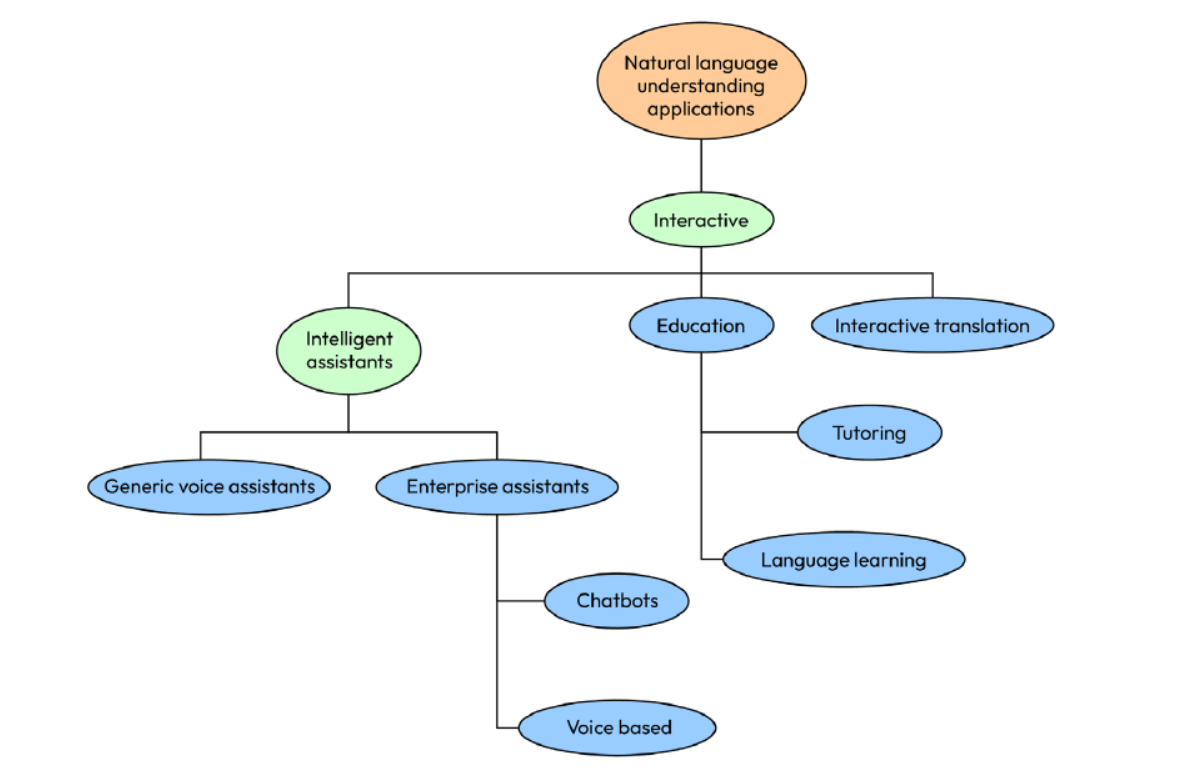 Natural language
understanding
applications
Interactive
Intelligent
assistants
Education
Interactive translation
Tutoring
Generic voice assistants
Enterprise assistants
Language learning
Chatbots
Voice based